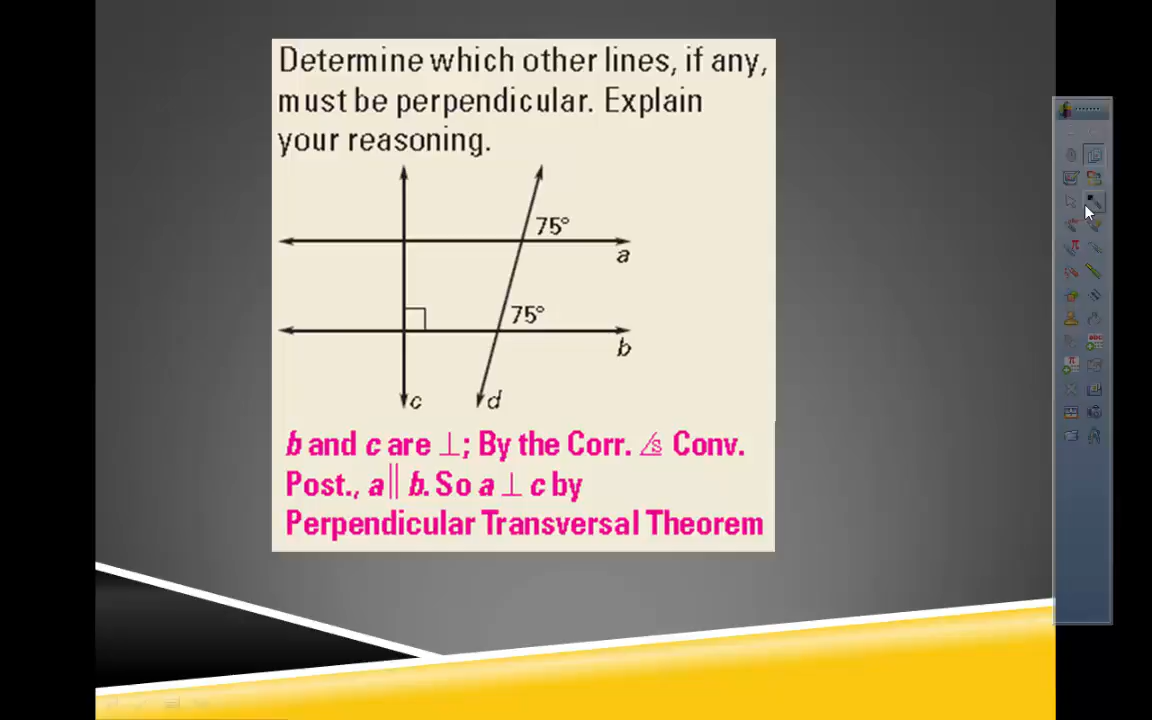 Determine which other lines, if any,
must be perpendicular. Explain
your reasoning.
75°
a
75°
b
c
d
b and c are ⊥; By the Corr. ∠s Conv.
Post., a || b. So a ⊥ c by
Perpendicular Transversal Theorem